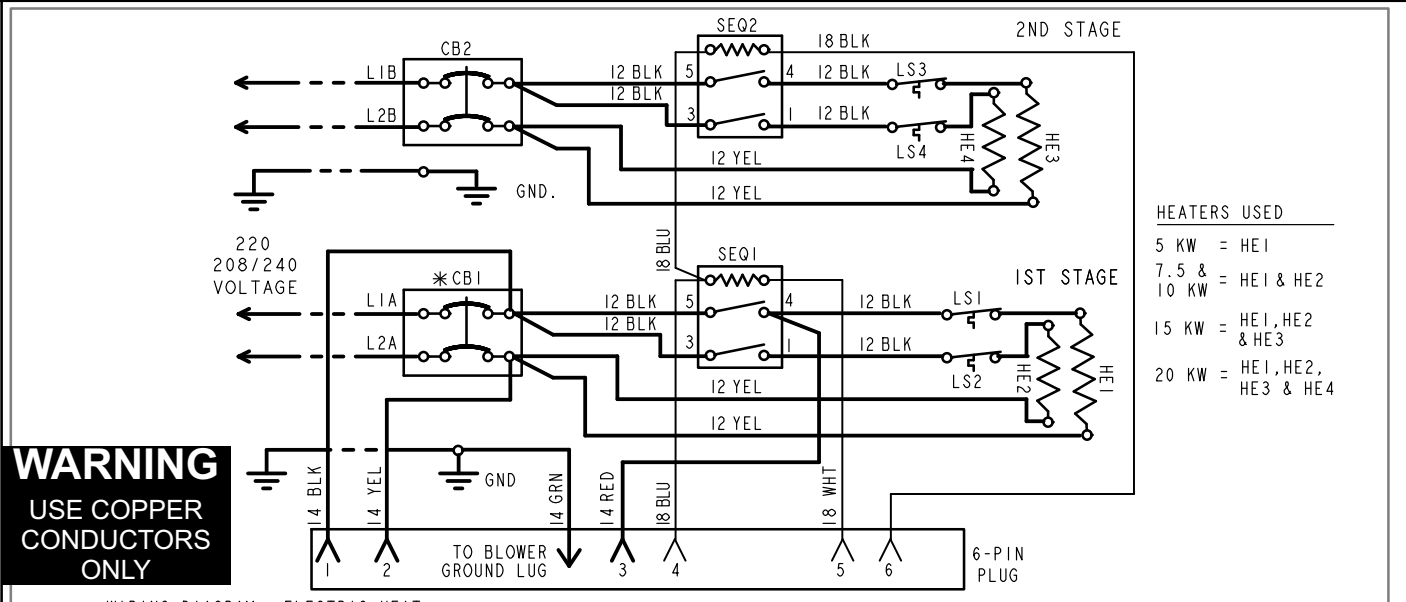 SEQ2
2ND STAGE
CB2
18 BLK
L1B
12 BLK
5
4
12 BLK
LS3
12 BLK
L2B
3
1
12 BLK
LS4
HE4
HE3
12 YEL
GND.
12 YEL
HEATERS USED
5 KW = HE1
7.5 &
10 KW = HE1 & HE2
15 KW = HE1,HE2
& HE3
20 KW = HE1,HE2,
HE3 & HE4
220
208/240
VOLTAGE
18 BLU
SEQ1
1ST STAGE
*CB1
L1A
12 BLK
5
4
12 BLK
LS1
12 BLK
L2A
3
1
12 BLK
LS2
HE2
HE1
12 YEL
12 YEL
WARNING
USE COPPER
CONDUCTORS
ONLY
GND
14 BLK
14 YEL
14 GRN
14 RED
18 BLU
18 WHT
TO BLOWER
GROUND LUG
1
2
3
4
5
6
6-PIN
PLUG
WIRING DIAGRAM ELECTRIC HEAT